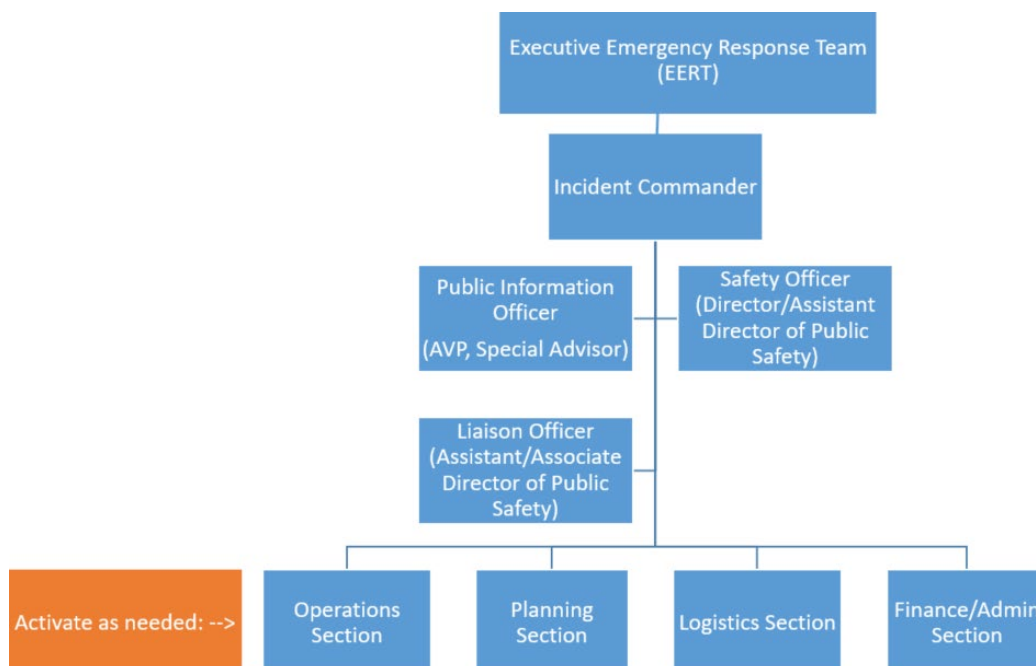 Executive Emergency Response Team
(EERT)
Incident Commander
Public Information
Officer
(AVP, Special Advisor)
Safety Officer
(Director/Assistant
Director of Public
Safety)
Liaison Officer
(Assistant/Associate
Director of Public
Safety)
Activate as needed: -->
Operations
Section
Planning
Section
Logistics Section
Finance/Admin
Section